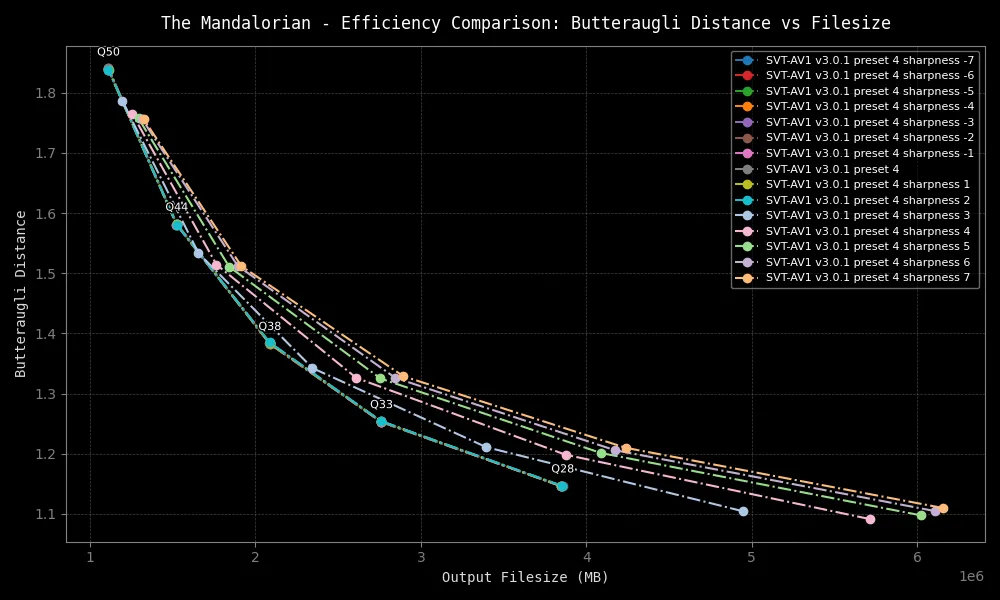 The Mandalorian - Efficiency Comparison: Butteraugli Distance vs Filesize
Q50
Q44
Q38
Q33
Q28
SVT-AV1 v3.0.1 preset 4 sharpness -7
SVT-AV1 v3.0.1 preset 4 sharpness -6
SVT-AV1 v3.0.1 preset 4 sharpness -5
SVT-AV1 v3.0.1 preset 4 sharpness -4
SVT-AV1 v3.0.1 preset 4 sharpness -3
SVT-AV1 v3.0.1 preset 4 sharpness -2
SVT-AV1 v3.0.1 preset 4 sharpness -1
SVT-AV1 v3.0.1 preset 4
SVT-AV1 v3.0.1 preset 4 sharpness 1
SVT-AV1 v3.0.1 preset 4 sharpness 2
SVT-AV1 v3.0.1 preset 4 sharpness 3
SVT-AV1 v3.0.1 preset 4 sharpness 4
SVT-AV1 v3.0.1 preset 4 sharpness 5
SVT-AV1 v3.0.1 preset 4 sharpness 6
SVT-AV1 v3.0.1 preset 4 sharpness 7
Butteraugli Distance
1.8
1.7
1.6
1.5
1.4
1.3
1.2
1.1
1 2 3 4 5 6
1e6
Output Filesize (MB)